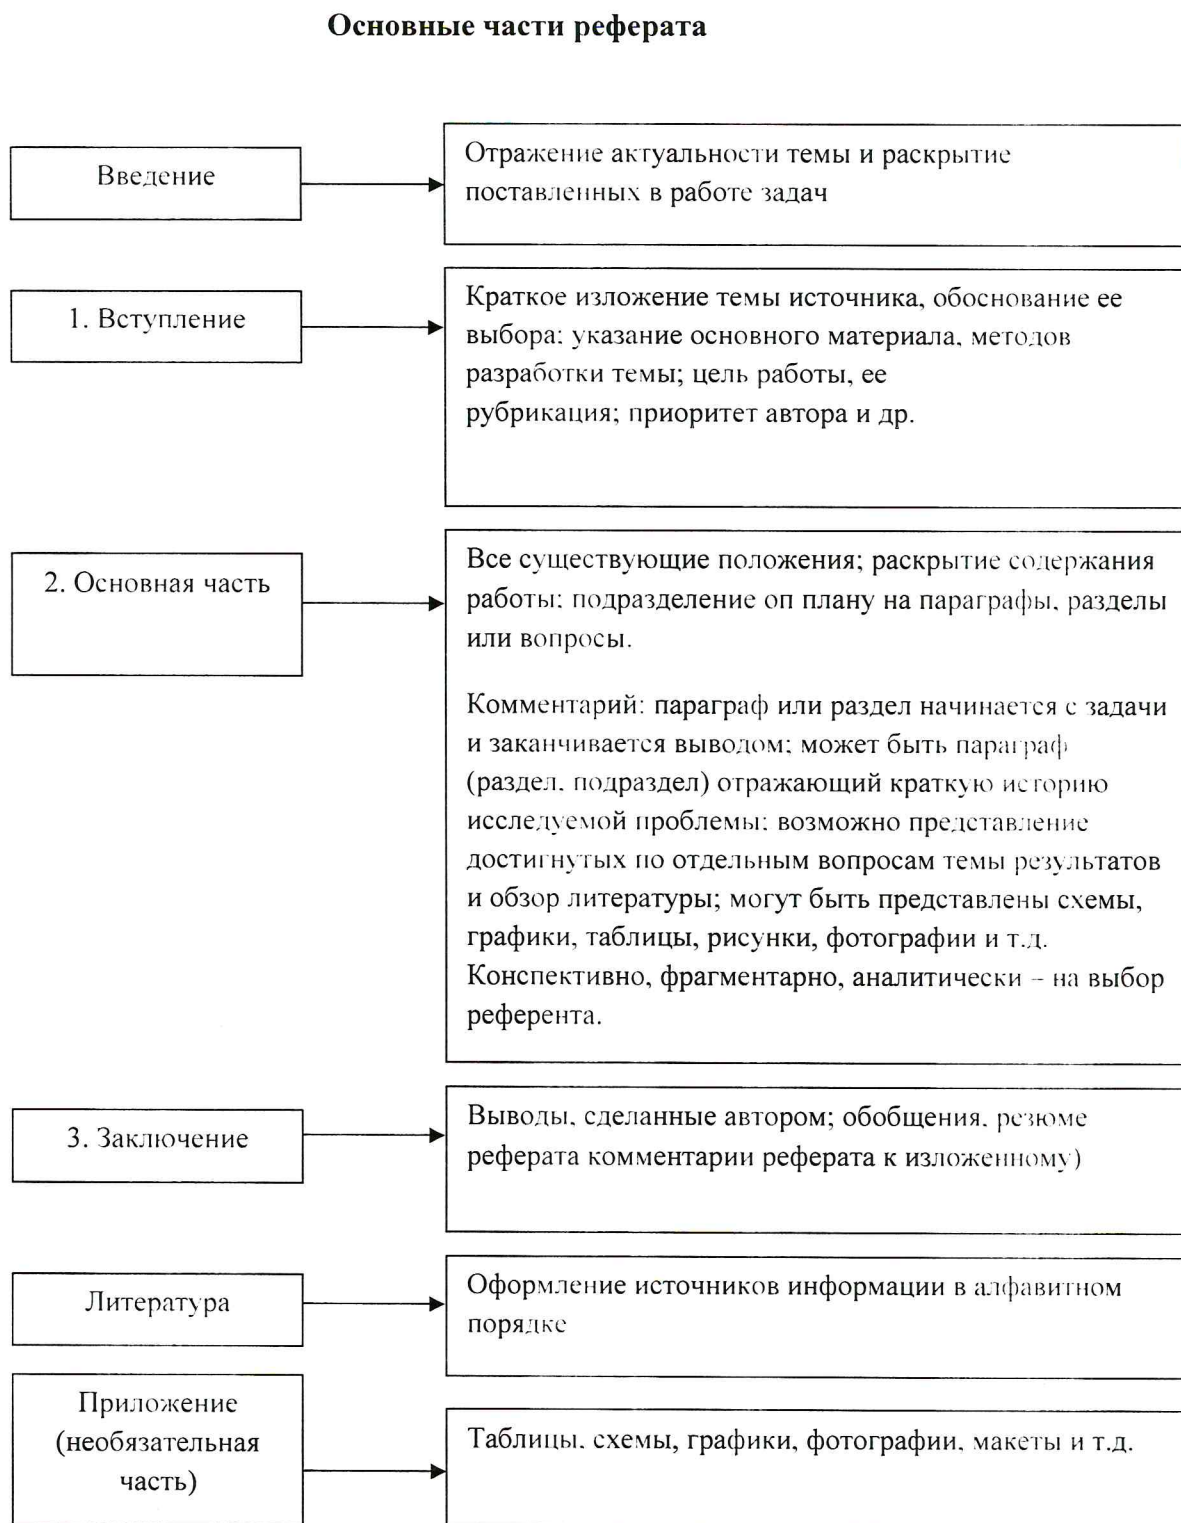 Основные части реферата
Введение
Отражение актуальности темы и раскрытие
поставленных в работе задач
1. Вступление
Краткое изложение темы источника, обоснование ее
выбора; указание основного материала, методов
разработки темы; цель работы, ее
рубрикация; приоритет автора и др.
2. Основная часть
Все существующие положения; раскрытие содержания
работы; подразделение оп плану на параграфы, разделы
или вопросы.
Комментарий: параграф или раздел начинается с задачи
и заканчивается выводом; может быть параграф
(раздел, подраздел) отражающий краткую историю
исследуемой проблемы; возможно представление
достигнутых по отдельным вопросам темы результатов
и обзор литературы; могут быть представлены схемы,
графики, таблицы, рисунки, фотографии и т.д.
Конспективно, фрагментарно, аналитически – на выбор
референта.
3. Заключение
Выводы, сделанные автором; обобщения, резюме
реферата комментарии реферата к изложенному)
Литература
Оформление источников информации в алфавитном
порядке
Приложение
(необязательная
часть)
Таблицы, схемы, графики, фотографии, макеты и т.д.